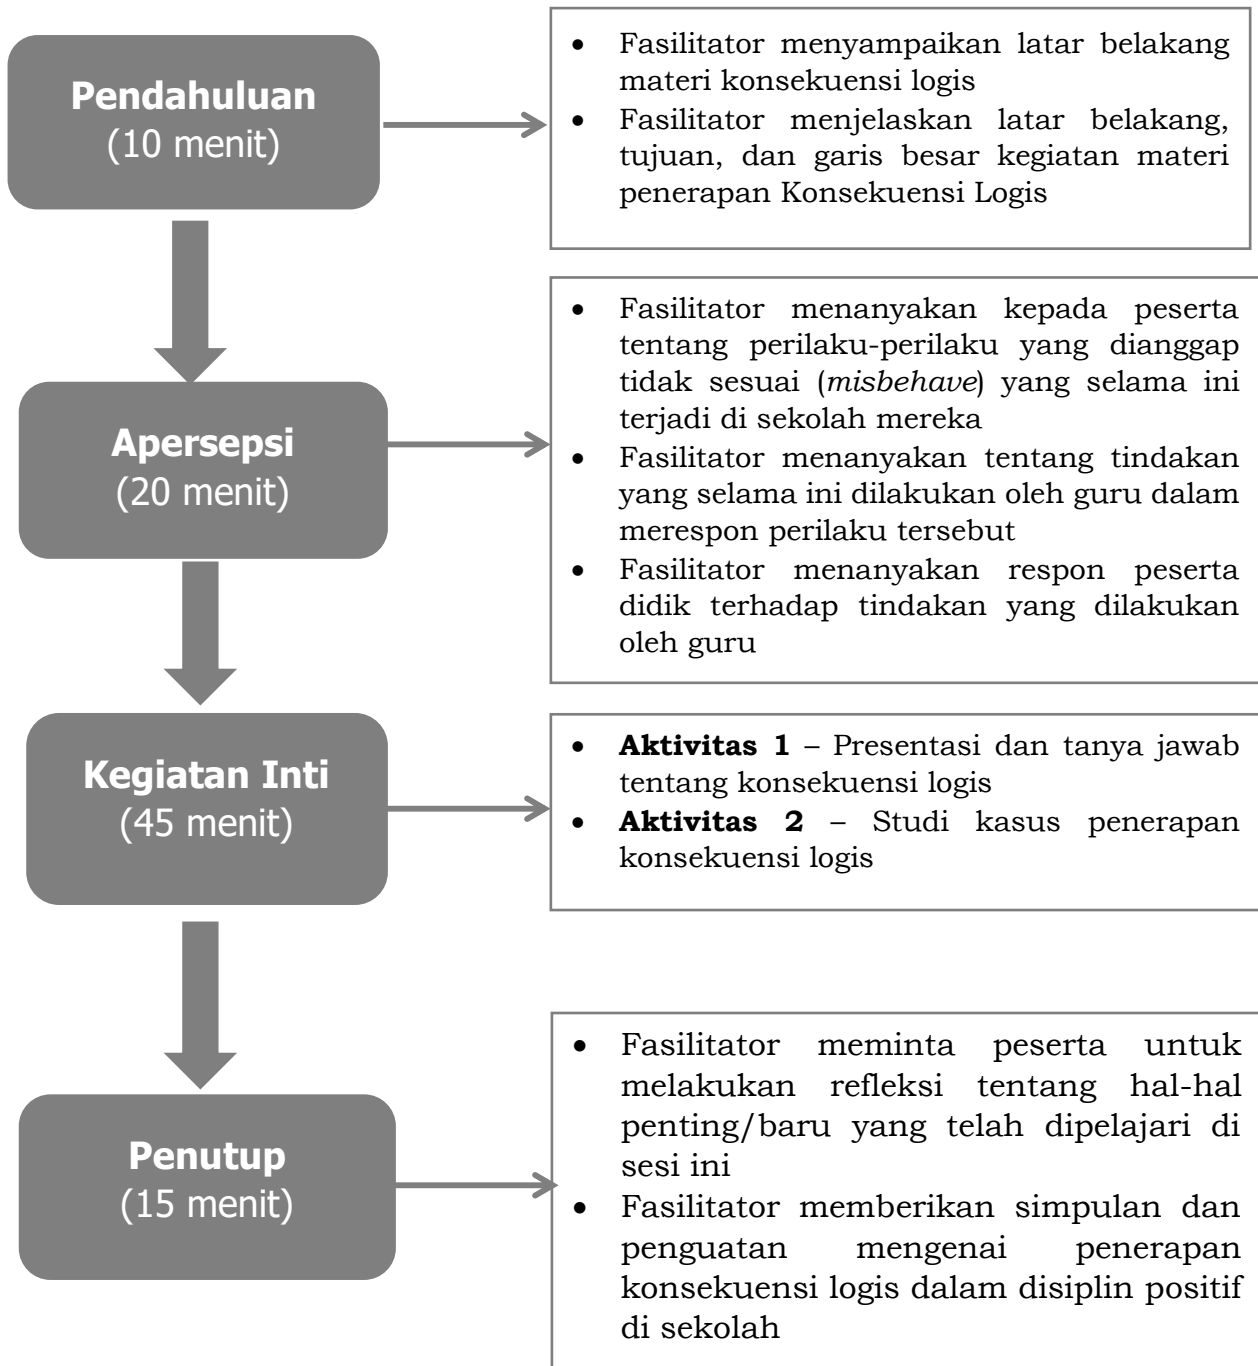 Pendahuluan
(10 menit)
• Fasilitator menyampaikan latar belakang
materi konsekuensi logis
• Fasilitator menjelaskan latar belakang,
tujuan, dan garis besar kegiatan materi
penerapan Konsekuensi Logis
Apersepsi
(20 menit)
• Fasilitator menanyakan kepada peserta
tentang perilaku-perilaku yang dianggap
tidak sesuai (misbehave) yang selama ini
terjadi di sekolah mereka
• Fasilitator menanyakan tentang tindakan
yang selama ini dilakukan oleh guru dalam
merespon perilaku tersebut
• Fasilitator menanyakan respon peserta
didik terhadap tindakan yang dilakukan
oleh guru
Kegiatan Inti
(45 menit)
• Aktivitas 1 – Presentasi dan tanya jawab
tentang konsekuensi logis
• Aktivitas 2 – Studi kasus penerapan
konsekuensi logis
Penutup
(15 menit)
• Fasilitator meminta peserta untuk
melakukan refleksi tentang hal-hal
penting/baru yang telah dipelajari di
sesi ini
• Fasilitator memberikan simpulan dan
penguatan mengenai penerapan
konsekuensi logis dalam disiplin positif
di sekolah